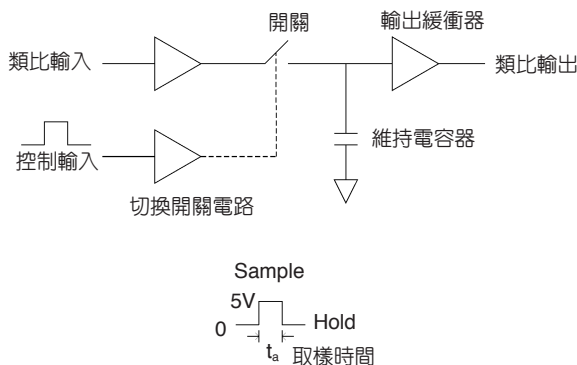 開關
輸出緩衝器
類比輸入
類比輸出
維持電容器
控制輸入
切換開關電路
Sample
5V
0
Hold
ta 取樣時間